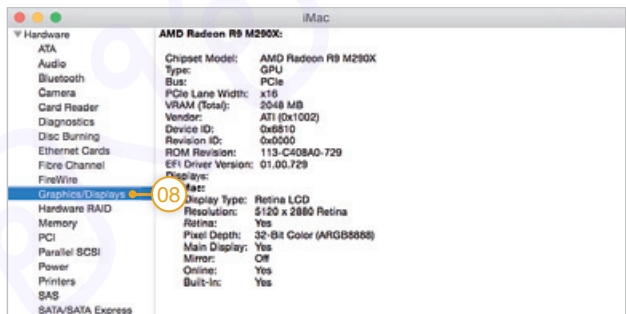 iMac
Hardware
ATA
Audio
Bluetooth
Camera
Card Reader
Diagnostics
Disc Burning
Ethernet Cards
Fibre Channel
FireWire
Graphics/Displays
Hardware RAID
Memory
PCI
Parallel SCSI
Power
Printers
SAS
SATA/SATA Express
08
AMD Radeon R9 M290X:
Chipset Model: AMD Radeon R9 M290X
Type: GPU
Bus: PCIe
PCIe Lane Width: x16
VRAM (Total): 2048 MB
Vendor: ATI (0x1002)
Device ID: 0x6810
Revision ID: 0x0000
ROM Revision: 113-C408A0-729
EFI Driver Version: 01.00.729
Displays:
Display Type: Retina LCD
Resolution: 5120 x 2880 Retina
Retina: Yes
Pixel Depth: 32-Bit Color (ARGB8888)
Main Display: Yes
Mirror: Off
Online: Yes
Built-In: Yes